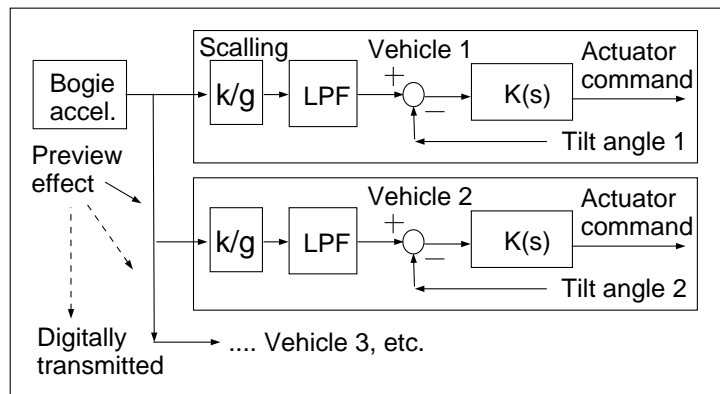 Scalling
Vehicle 1
Actuator
command
Bogie
accel.
k/g
LPF
+
−
K(s)
Tilt angle 1
Preview
effect
Vehicle 2
Actuator
command
k/g
LPF
+
−
K(s)
Tilt angle 2
Digitally
transmitted
.... Vehicle 3, etc.